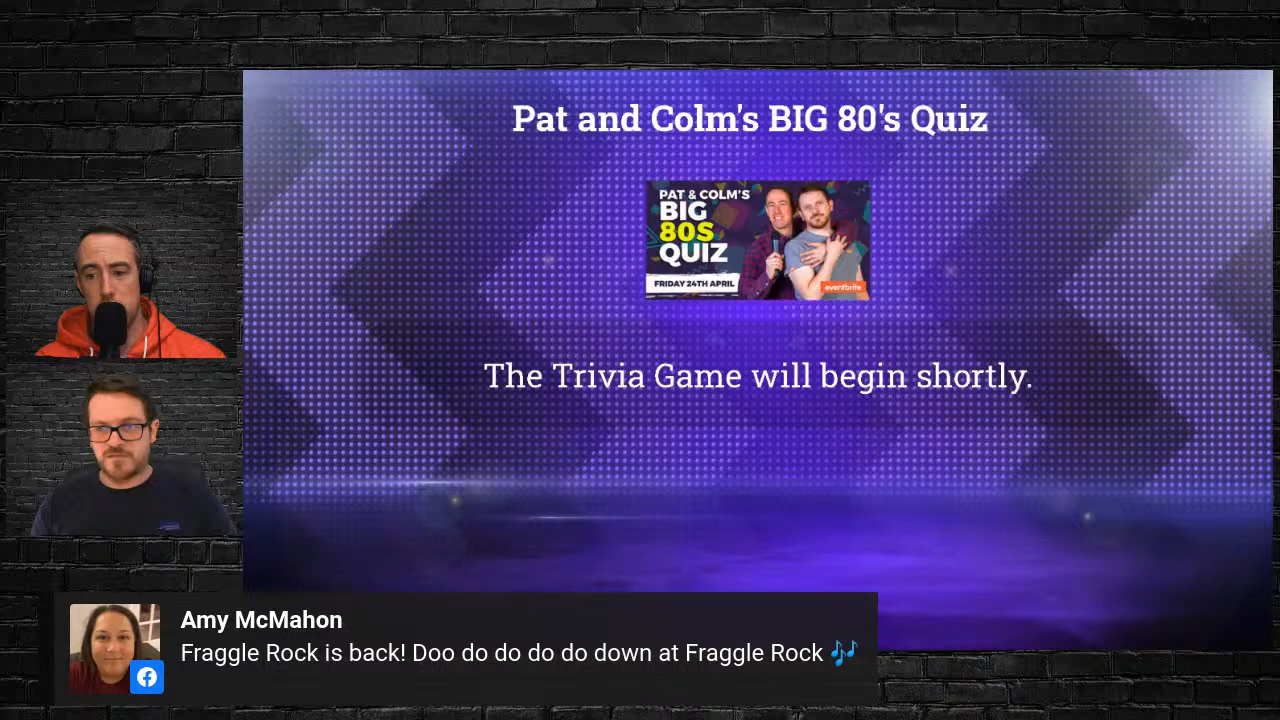 Pat and Colm's BIG 80's Quiz
PAT & COLM'S
BIG
80S
QUIZ
FRIDAY 24TH APRIL
eventbrite
The Trivia Game will begin shortly.
Amy McMahon
Fraggle Rock is back! Doo do do do do down at Fraggle Rock 🎶